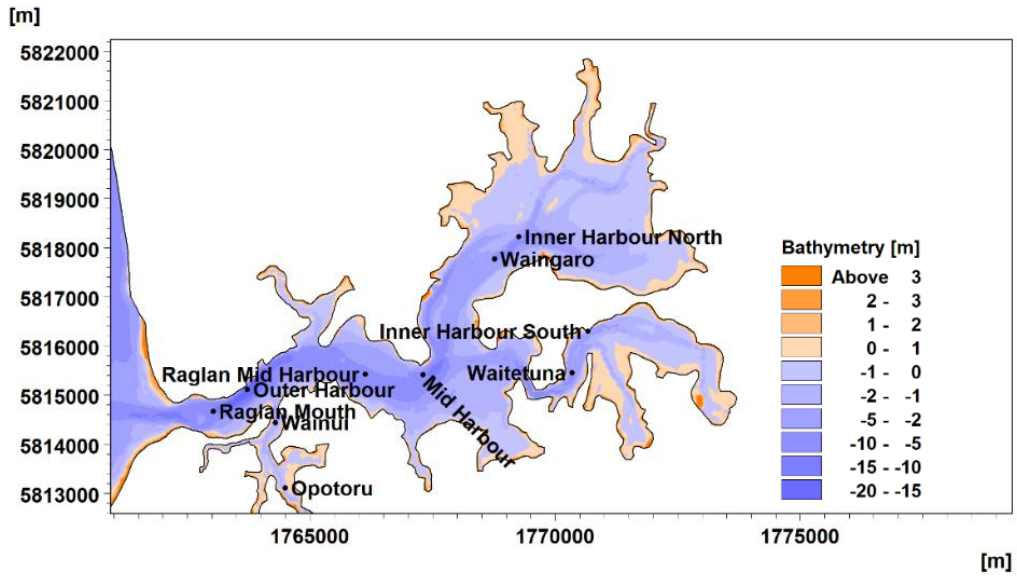 [m]
5822000
5821000
5820000
5819000
5818000
5817000
5816000
5815000
5814000
5813000
Inner Harbour North
Waingaro
Inner Harbour South
Raglan Mid Harbour
Waitetuna
Outer Harbour
Mid Harbour
Raglan Mouth
Wainui
Opotoru
Bathymetry [m]
Above 3
2 - 3
1 - 2
0 - 1
-1 - 0
-2 - -1
-5 - -2
-10 - -5
-15 - -10
-20 - -15
1765000 1770000 1775000
[m]